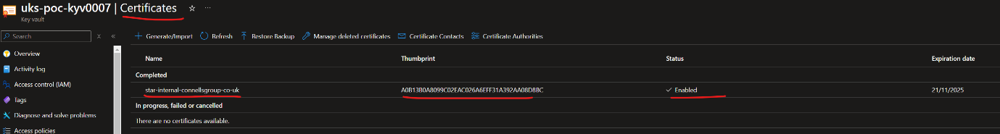 uks-poc-kyv0007 | Certificates ☆ ···
Key vault
Search
Generate/Import Refresh Restore Backup Manage deleted certificates Certificate Contacts Certificate Authorities
Overview
Activity log
Access control (IAM)
Tags
Diagnose and solve problems
Access policies
Name Thumbprint Status Expiration date
Completed
star-internal-connellsgroup-co-uk A0B13B0A8099C02EAC026A6EFF31A392AA08D8BC Enabled 21/11/2025
In progress, failed or cancelled
There are no certificates available.